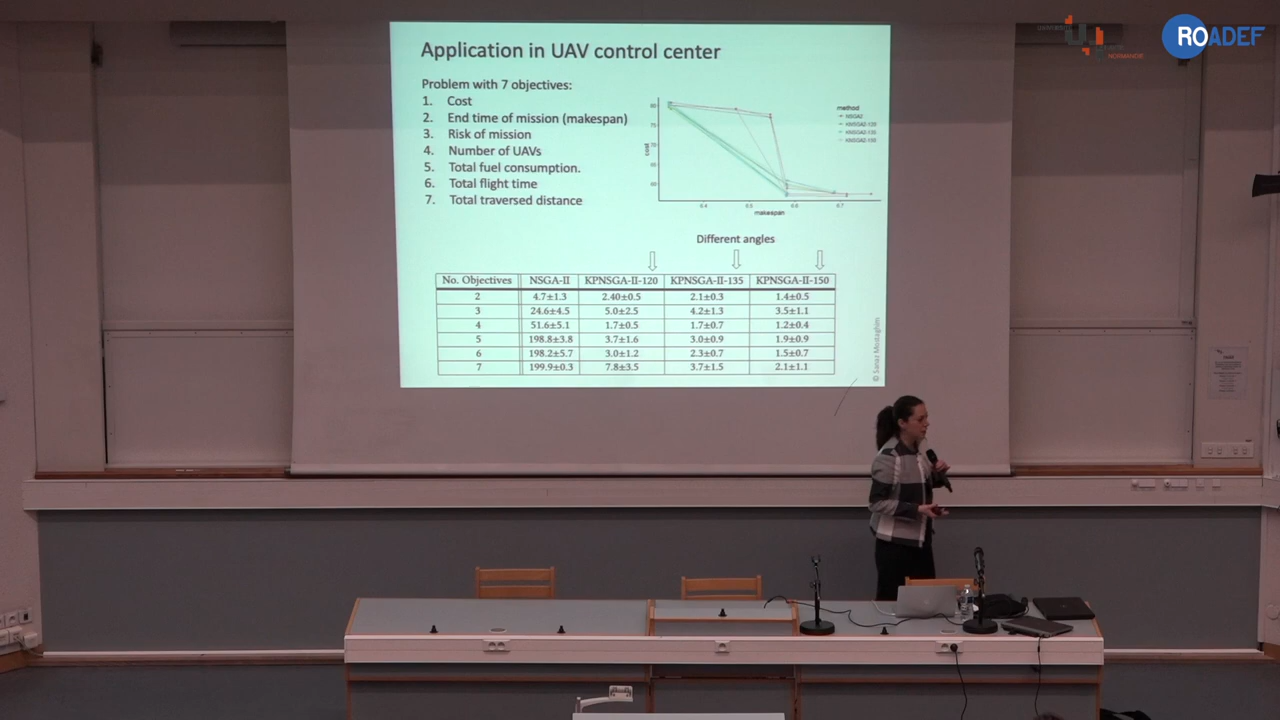 ROADEF
NORMANDIE
Application in UAV control center
Problem with 7 objectives:
1. Cost
2. End time of mission (makespan)
3. Risk of mission
4. Number of UAVs
5. Total fuel consumption.
6. Total flight time
7. Total traversed distance
method
NSGA2
cost
makespan
Different angles
No. Objectives NSGA-II KPNSGA-II-120 KPNSGA-II-135 KPNSGA-II-150
2 4.7±1.3 2.40±0.5 2.1±0.3 1.4±0.5
3 24.6±4.5 5.0±2.5 4.2±1.3 3.5±1.1
4 51.6±5.1 1.7±0.5 1.7±0.7 1.2±0.4
5 198.8±3.8 3.7±1.6 3.0±0.9 1.9±0.9
6 198.2±5.7 3.0±1.2 2.3±0.7 1.5±0.7
7 199.9±0.3 7.8±3.5 3.7±1.5 2.1±1.1
© Sanaz Mostaghim